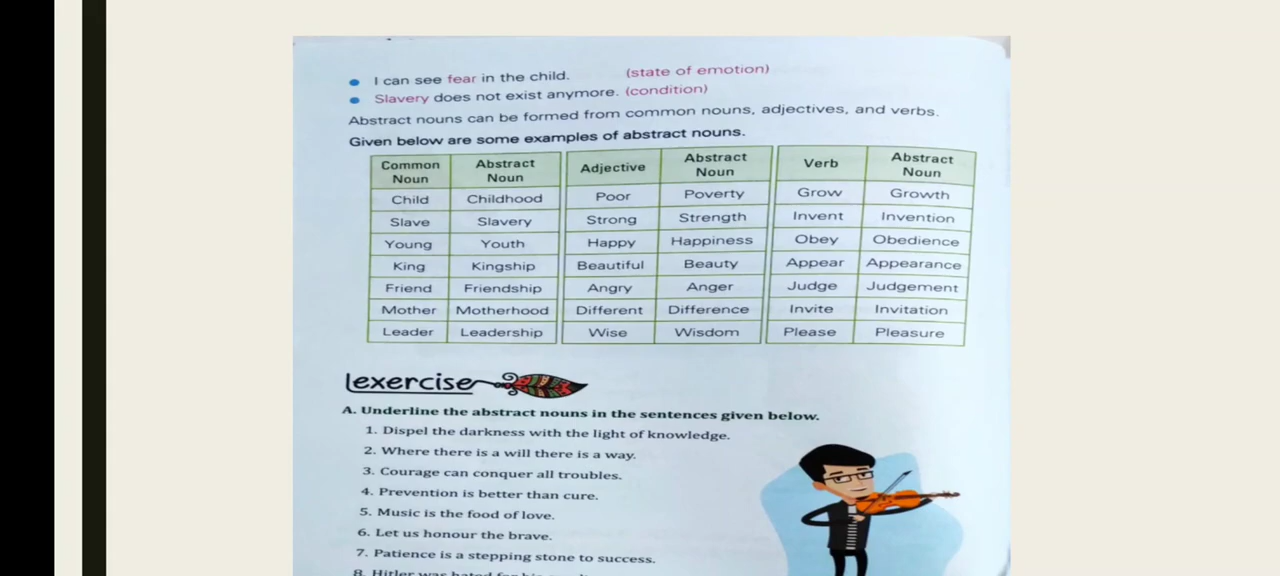 I can see fear in the child. (state of emotion)
Slavery does not exist anymore. (condition)
Abstract nouns can be formed from common nouns, adjectives, and verbs.
Given below are some examples of abstract nouns.
Common Noun Abstract Noun Adjective Abstract Noun Verb Abstract Noun
Child Childhood Poor Poverty Grow Growth
Slave Slavery Strong Strength Invent Invention
Young Youth Happy Happiness Obey Obedience
King Kingship Beautiful Beauty Appear Appearance
Friend Friendship Angry Anger Judge Judgement
Mother Motherhood Different Difference Invite Invitation
Leader Leadership Wise Wisdom Please Pleasure
lexercise
A. Underline the abstract nouns in the sentences given below.
1. Dispel the darkness with the light of knowledge.
2. Where there is a will there is a way.
3. Courage can conquer all troubles.
4. Prevention is better than cure.
5. Music is the food of love.
6. Let us honour the brave.
7. Patience is a stepping stone to success.
8. Hitler was hated for his